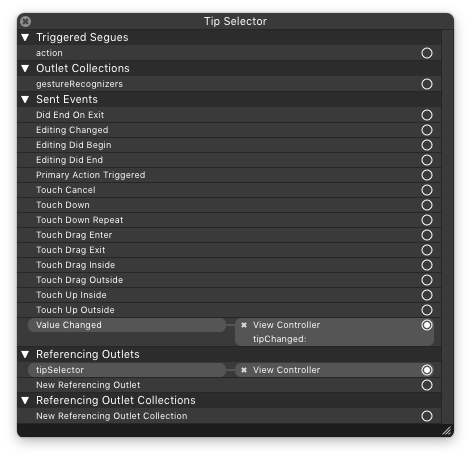 Tip Selector
Triggered Segues
action
Outlet Collections
gestureRecognizers
Sent Events
Did End On Exit
Editing Changed
Editing Did Begin
Editing Did End
Primary Action Triggered
Touch Cancel
Touch Down
Touch Down Repeat
Touch Drag Enter
Touch Drag Exit
Touch Drag Inside
Touch Drag Outside
Touch Up Inside
Touch Up Outside
Value Changed View Controller
tipChanged:
Referencing Outlets
tipSelector View Controller
New Referencing Outlet
Referencing Outlet Collections
New Referencing Outlet Collection